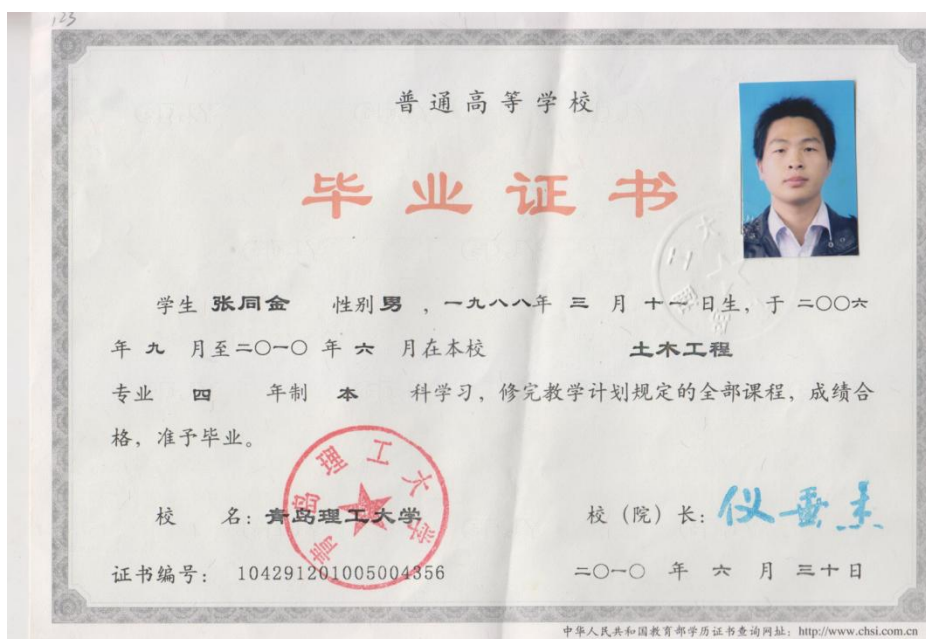 123
普通高等学校
毕业证书
学生 张同金 性别 男 ，一九八八年 三 月 十一 日生，于 二〇〇六
年 九 月至二〇一〇 年 六 月在本校 土木工程
专业 四 年制 本 科学习，修完教学计划规定的全部课程，成绩合
格，准予毕业。
青岛理工大学
校 名：青岛理工大学 校（院）长：仪垂杰
证书编号： 104291201005004356 二〇一〇 年 六 月 三十日
中华人民共和国教育部学历证书查询网址：http://www.chsi.com.cn